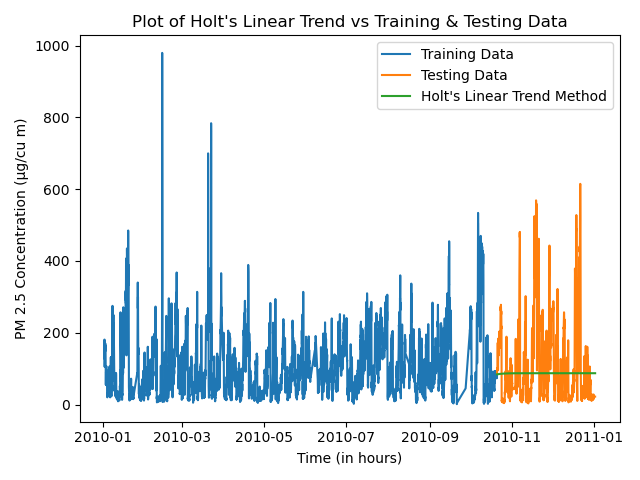 Plot of Holt's Linear Trend vs Training & Testing Data
Training Data
Testing Data
Holt's Linear Trend Method
PM 2.5 Concentration (μg/cu m)
1000
800
600
400
200
0
2010-01 2010-03 2010-05 2010-07 2010-09 2010-11 2011-01
Time (in hours)